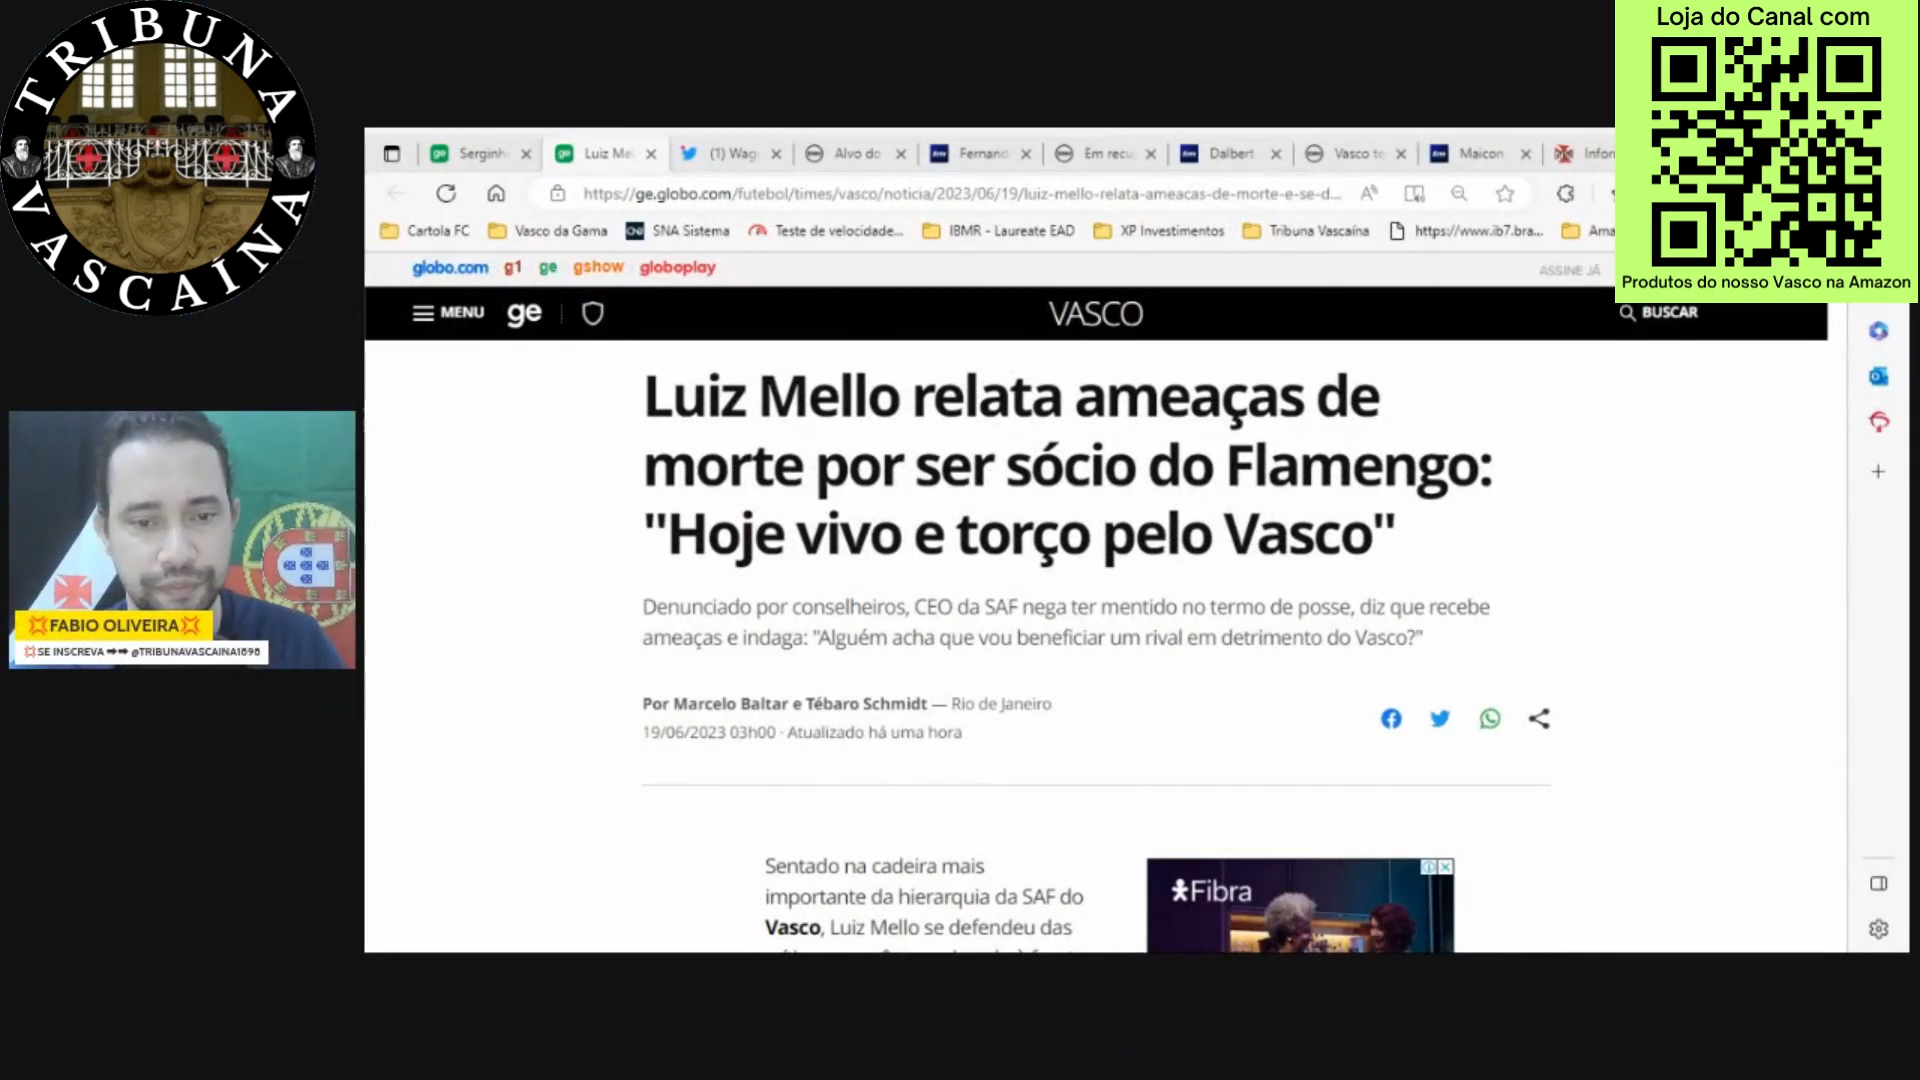 TRIBUNA VASCAÍNA
Loja do Canal com
Produtos do nosso Vasco na Amazon
Serginh
Luiz Mel
(1) Wag
Alvo do
Fernand
Em recu
Dalbert
Vasco te
Maicon
Infor
https://ge.globo.com/futebol/times/vasco/noticia/2023/06/19/luiz-mello-relata-ameacas-de-morte-e-se-d...
Cartola FC
Vasco da Gama
SNA Sistema
Teste de velocidade...
IBMR - Laureate EAD
XP Investimentos
Tribuna Vascaína
https://www.ib7.bra...
Ama
globo.com g1 ge gshow globoplay
ASSINE JÁ
MENU ge
VASCO
BUSCAR
Luiz Mello relata ameaças de
morte por ser sócio do Flamengo:
"Hoje vivo e torço pelo Vasco"
Denunciado por conselheiros, CEO da SAF nega ter mentido no termo de posse, diz que recebe
ameaças e indaga: "Alguém acha que vou beneficiar um rival em detrimento do Vasco?"
Por Marcelo Baltar e Tébaro Schmidt — Rio de Janeiro
19/06/2023 03h00 · Atualizado há uma hora
Sentado na cadeira mais
importante da hierarquia da SAF do
Vasco, Luiz Mello se defendeu das
Fibra
FABIO OLIVEIRA
SE INSCREVA ➡➡ @TRIBUNAVASCAINA1898